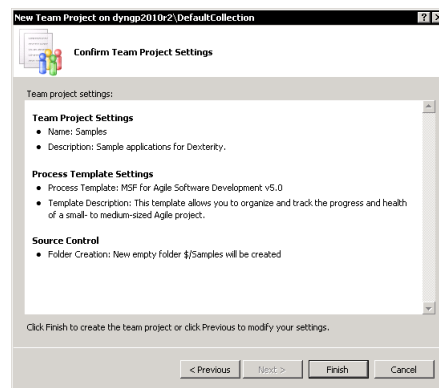 New Team Project on dyngp2010r2\DefaultCollection
Confirm Team Project Settings
Team project settings:
Team Project Settings
• Name: Samples
• Description: Sample applications for Dexterity.
Process Template Settings
• Process Template: MSF for Agile Software Development v5.0
• Template Description: This template allows you to organize and track the progress and health
of a small- to medium-sized Agile project.
Source Control
• Folder Creation: New empty folder $/Samples will be created
Click Finish to create the team project or click Previous to modify your settings.
< Previous Next > Finish Cancel